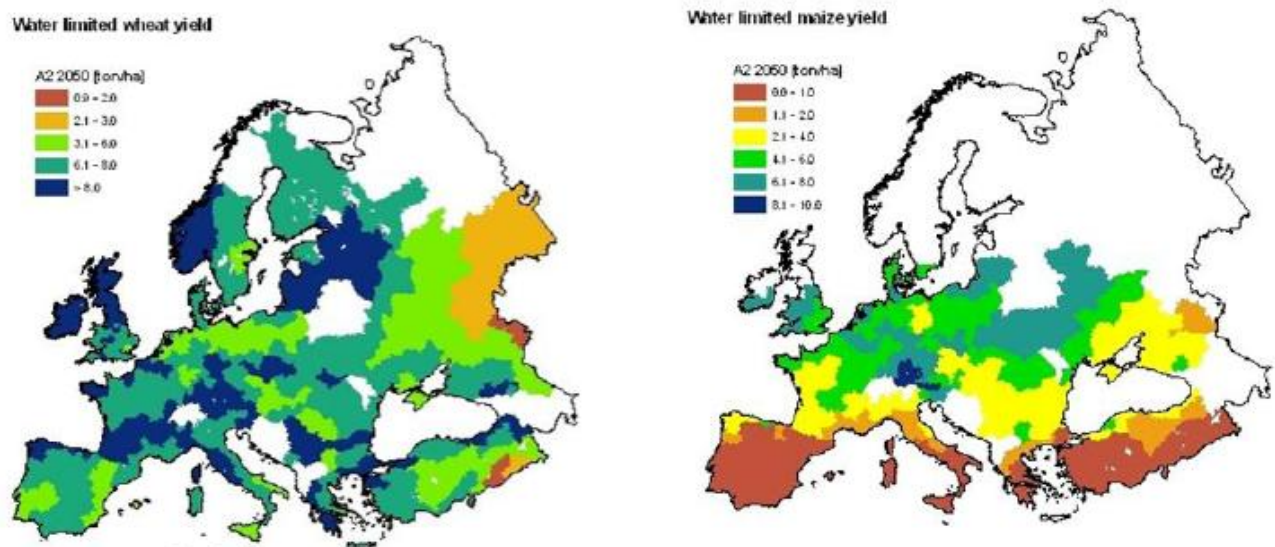 Water limited wheat yield
A2 2050 [ton/ha]
0.9 - 2.0
2.1 - 3.0
3.1 - 6.0
6.1 - 8.0
> 8.0
Water limited maize yield
A2 2050 [ton/ha]
0.0 - 1.0
1.1 - 2.0
2.1 - 4.0
4.1 - 6.0
6.1 - 8.0
8.1 - 10.0